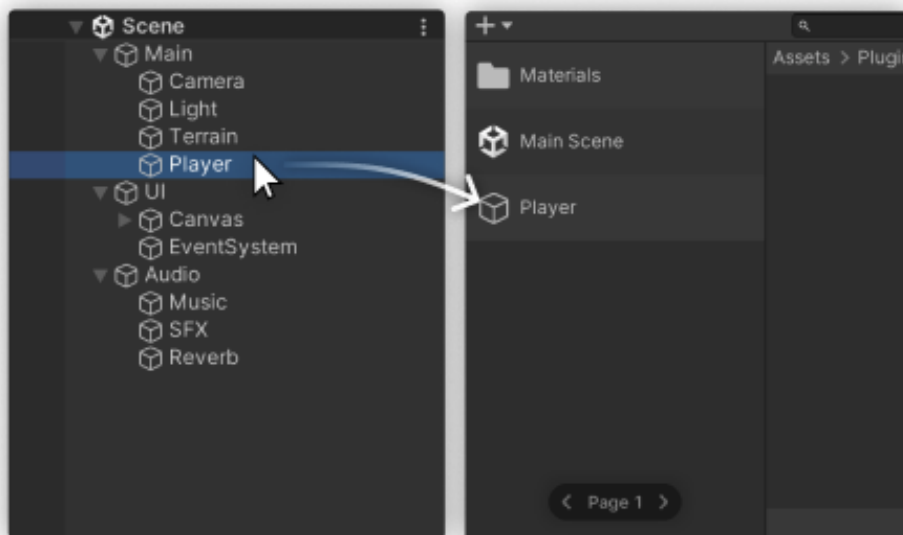 Scene
Main
Camera
Light
Terrain
Player
UI
Canvas
EventSystem
Audio
Music
SFX
Reverb
Materials
Main Scene
Player
Page 1
Assets > Plugin